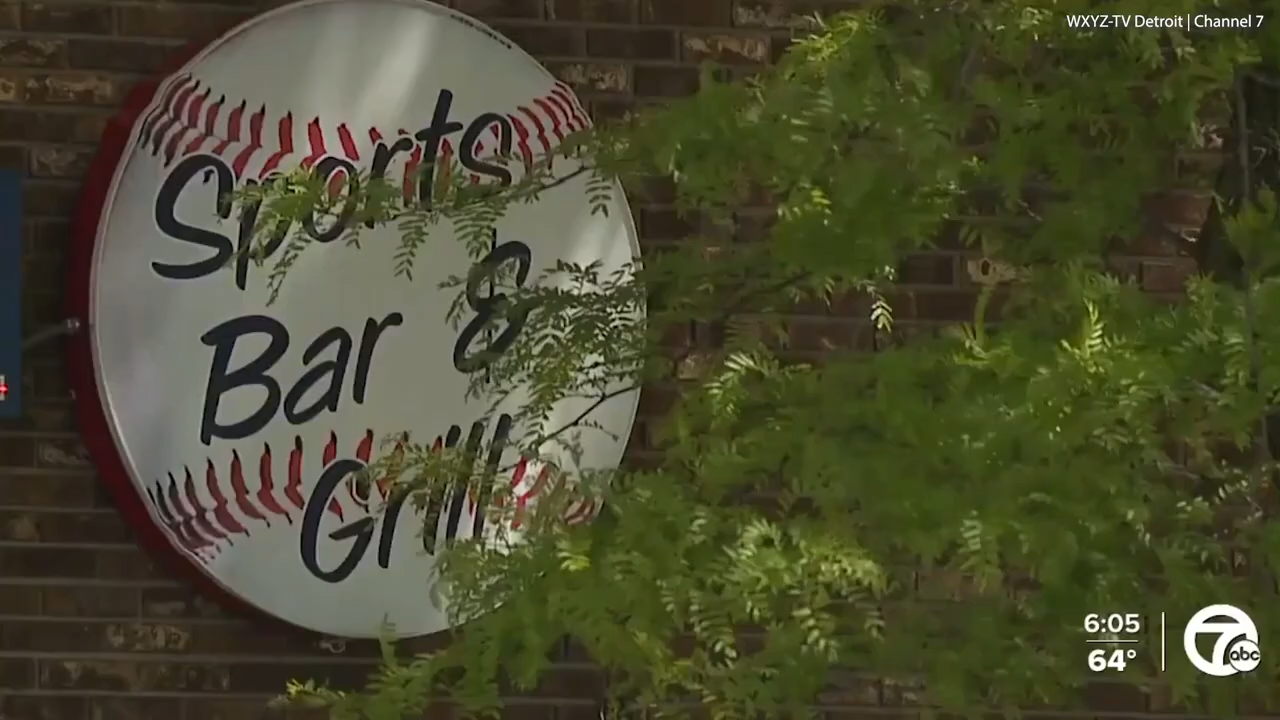 WXYZ-TV Detroit | Channel 7
Sports
&
Bar
Grill
6:05
64°
7
abc